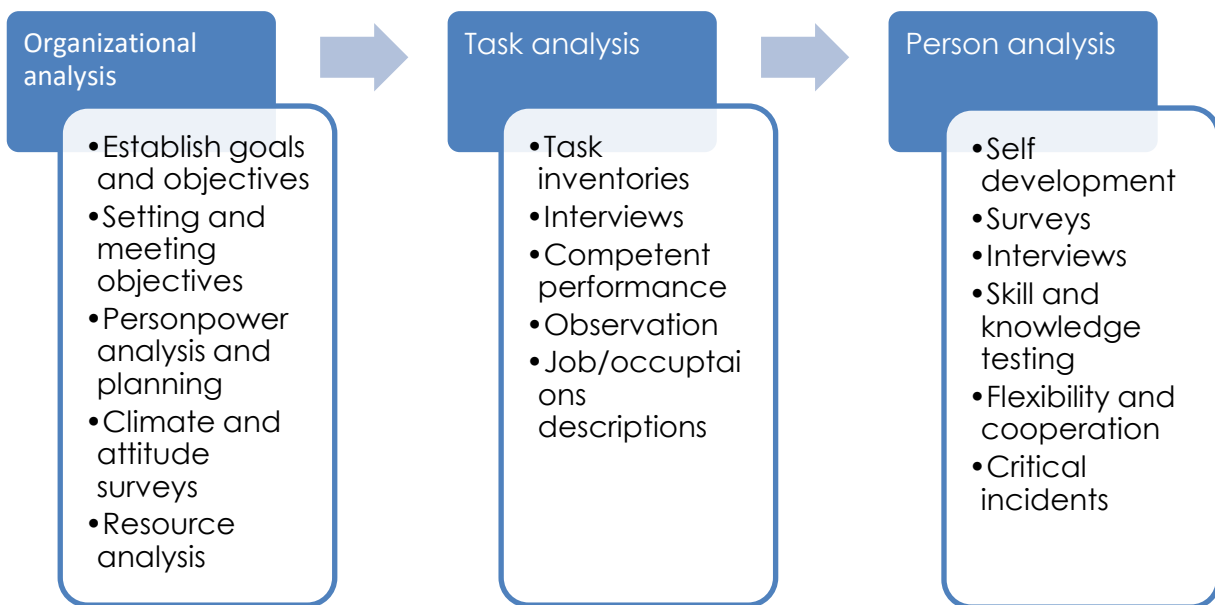 Organizational
analysis
•Establish goals
and objectives
•Setting and
meeting
objectives
•Personpower
analysis and
planning
•Climate and
attitude
surveys
•Resource
analysis
Task analysis
•Task
inventories
•Interviews
•Competent
performance
•Observation
•Job/occuptai
ons
descriptions
Person analysis
•Self
development
•Surveys
•Interviews
•Skill and
knowledge
testing
•Flexibility and
cooperation
•Critical
incidents